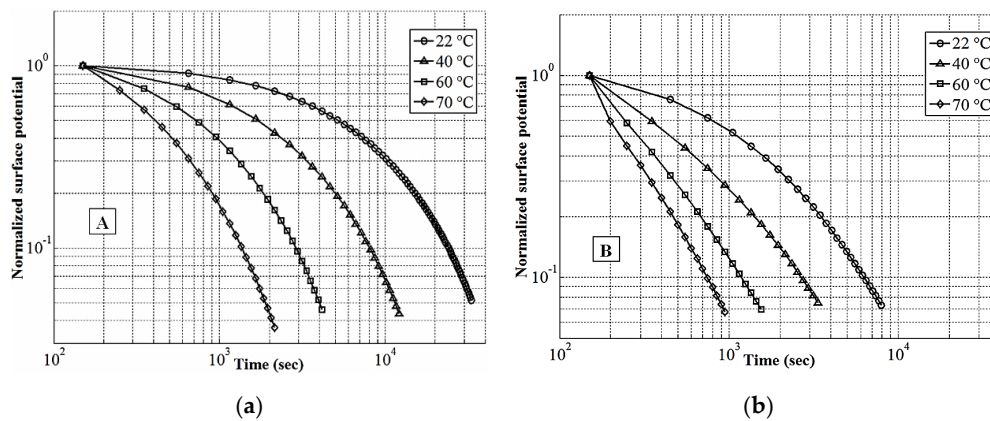 22 °C
40 °C
60 °C
70 °C
10⁰
10⁻¹
Normalized surface potential
A
10²
10³
10⁴
Time (sec)
(a)
22 °C
40 °C
60 °C
70 °C
10⁰
10⁻¹
Normalized surface potential
B
10²
10³
10⁴
Time (sec)
(b)